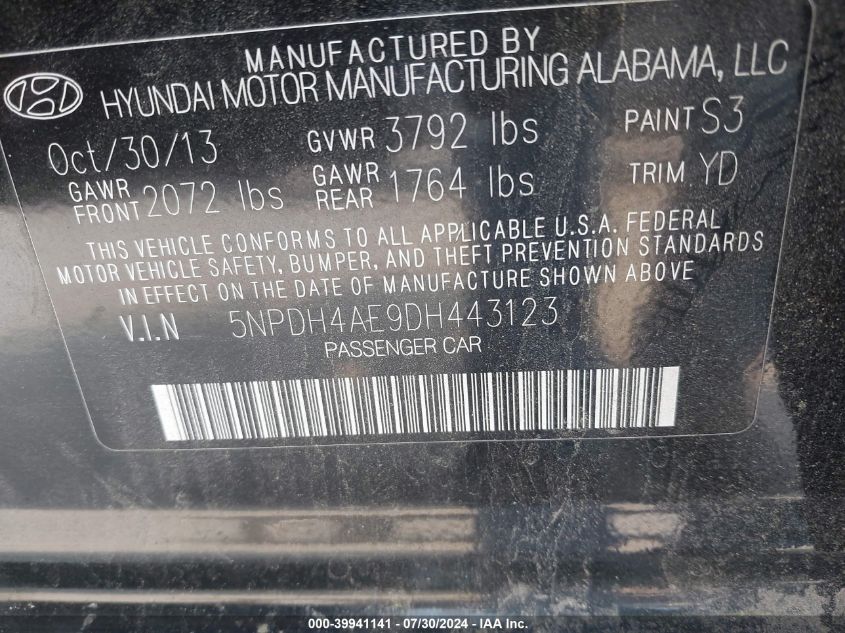 MANUFACTURED BY
HYUNDAI MOTOR MANUFACTURING ALABAMA, LLC
Oct/30/13 GVWR 3792 lbs PAINT S3
GAWR FRONT 2072 lbs GAWR REAR 1764 lbs TRIM YD
THIS VEHICLE CONFORMS TO ALL APPLICABLE U.S.A. FEDERAL
MOTOR VEHICLE SAFETY, BUMPER, AND THEFT PREVENTION STANDARDS
IN EFFECT ON THE DATE OF MANUFACTURE SHOWN ABOVE
V.I.N 5NPDH4AE9DH443123
PASSENGER CAR
000-39941141 - 07/30/2024 - IAA Inc.